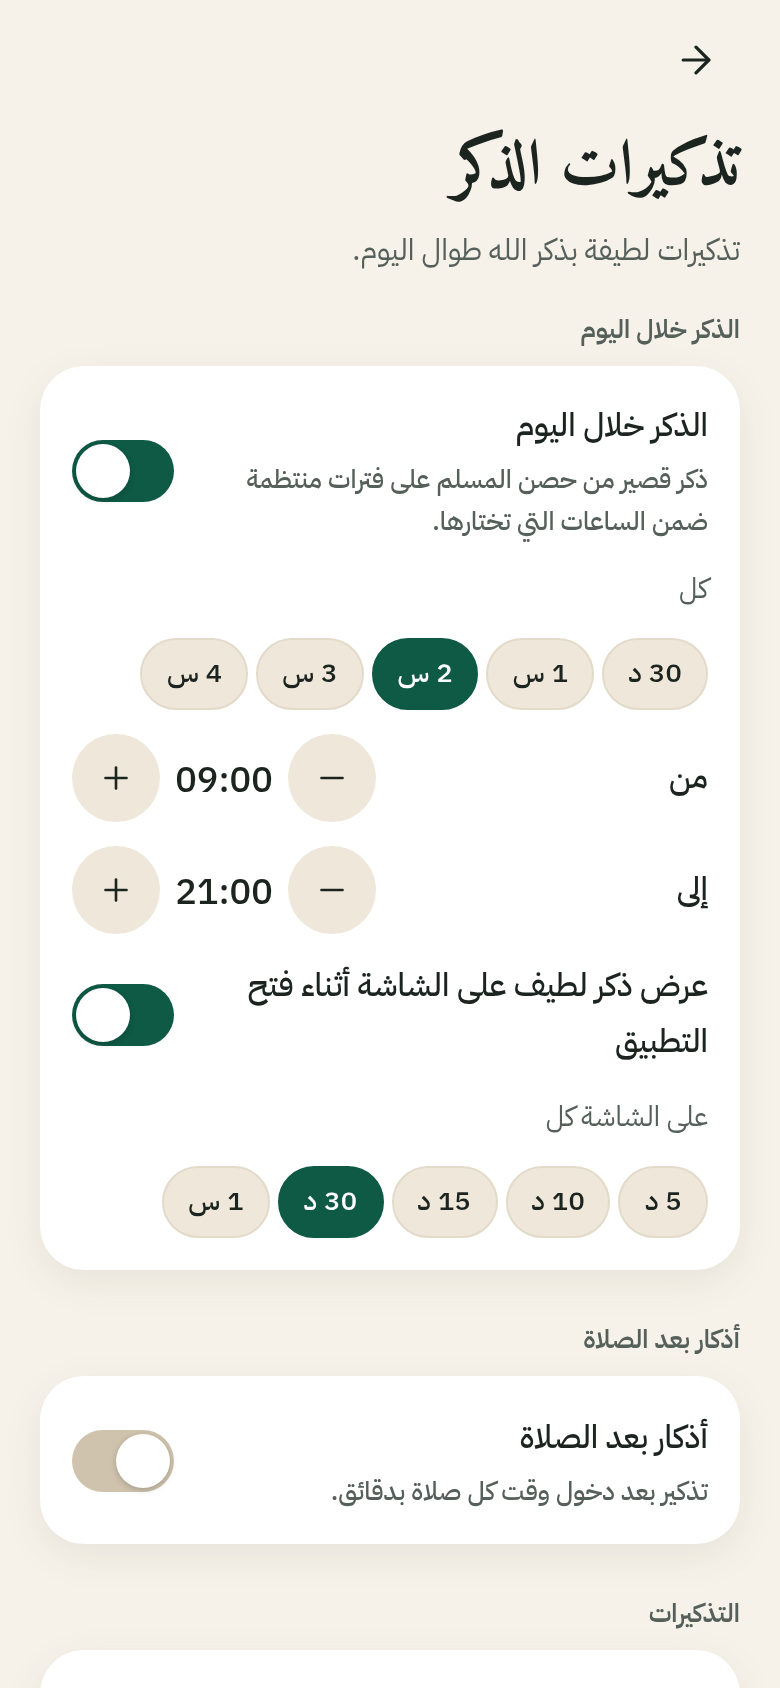 تذكيرات الذكر
تذكيرات لطيفة بذكر الله طوال اليوم.
الذكر خلال اليوم
الذكر خلال اليوم
ذكر قصير من حصن المسلم على فترات منتظمة
ضمن الساعات التي تختارها.
كل
30 د
1 س
2 س
3 س
4 س
من
09:00
إلى
21:00
عرض ذكر لطيف على الشاشة أثناء فتح
التطبيق
على الشاشة كل
5 د
10 د
15 د
30 د
1 س
أذكار بعد الصلاة
أذكار بعد الصلاة
تذكير بعد دخول وقت كل صلاة بدقائق.
التذكيرات